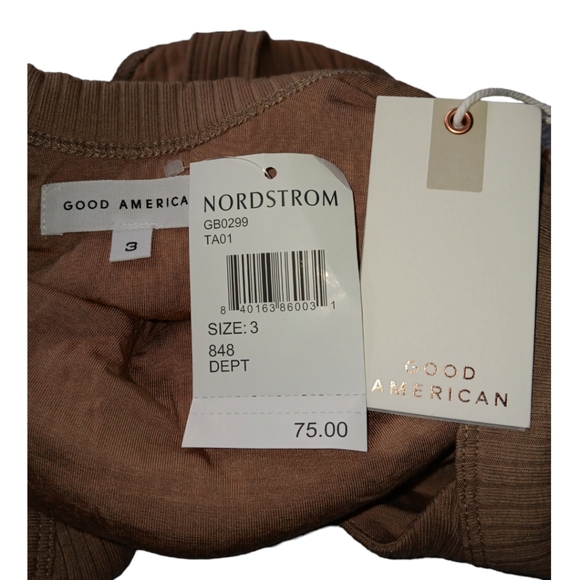 GOOD AMERICA
3
NORDSTROM
GB0299
TA01
8 40163 86003 1
SIZE: 3
848
DEPT
75.00
GOOD
AMERICAN